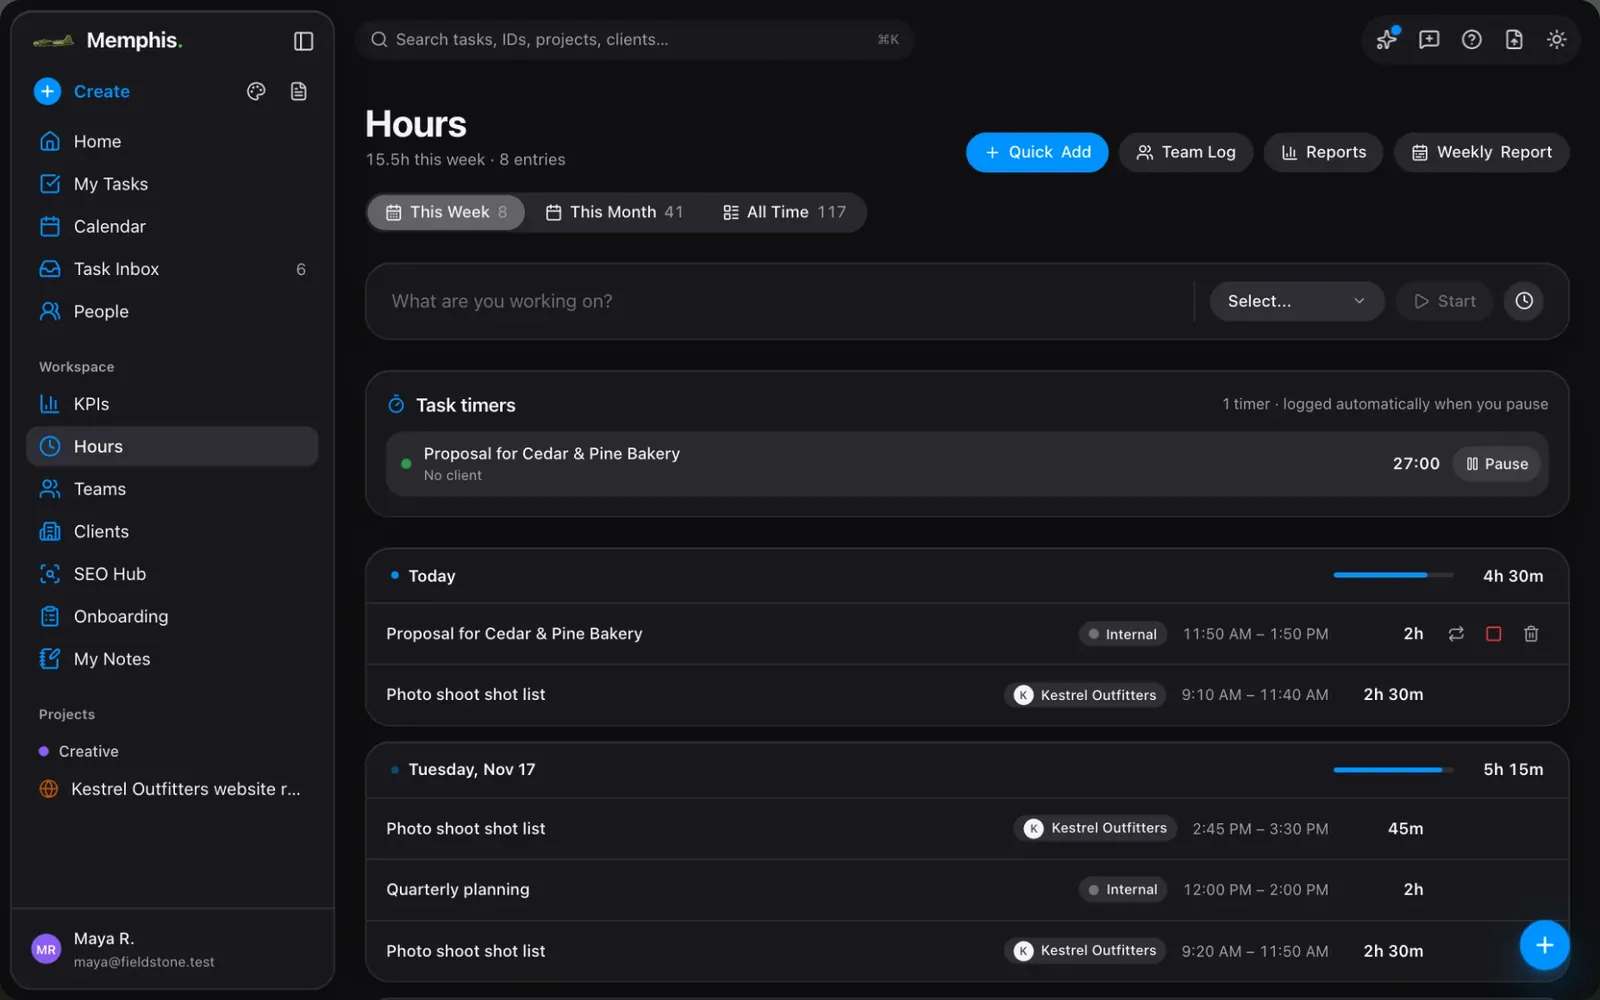 Memphis.
Search tasks, IDs, projects, clients...
⌘K
Create
Home
My Tasks
Calendar
Task Inbox 6
People
Workspace
KPIs
Hours
Teams
Clients
SEO Hub
Onboarding
My Notes
Projects
Creative
Kestrel Outfitters website r...
MR
Maya R.
maya@fieldstone.test
Hours
15.5h this week · 8 entries
Quick Add
Team Log
Reports
Weekly Report
This Week 8
This Month 41
All Time 117
What are you working on?
Select...
Start
Task timers
1 timer · logged automatically when you pause
Proposal for Cedar & Pine Bakery
No client
27:00
Pause
Today
4h 30m
Proposal for Cedar & Pine Bakery
Internal
11:50 AM – 1:50 PM
2h
Photo shoot shot list
K Kestrel Outfitters
9:10 AM – 11:40 AM
2h 30m
Tuesday, Nov 17
5h 15m
Photo shoot shot list
K Kestrel Outfitters
2:45 PM – 3:30 PM
45m
Quarterly planning
Internal
12:00 PM – 2:00 PM
2h
Photo shoot shot list
K Kestrel Outfitters
9:20 AM – 11:50 AM
2h 30m